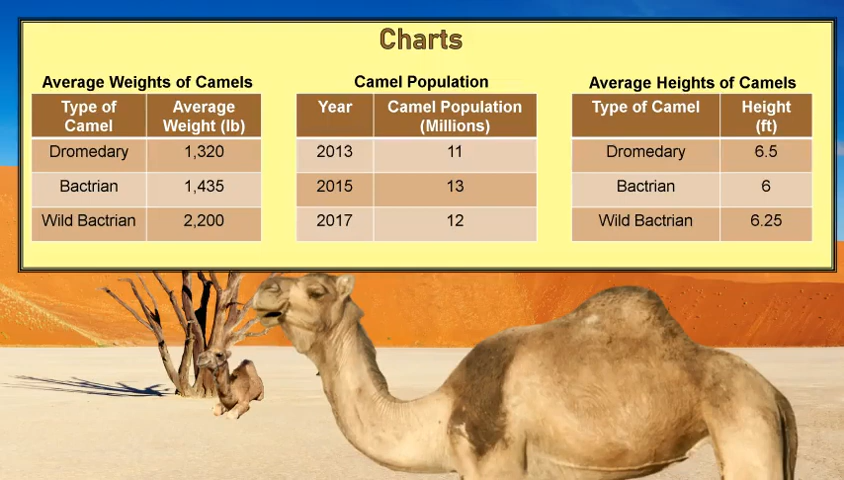 Charts
Average Weights of Camels
Type of Camel Average Weight (lb)
Dromedary 1,320
Bactrian 1,435
Wild Bactrian 2,200
Camel Population
Year Camel Population (Millions)
2013 11
2015 13
2017 12
Average Heights of Camels
Type of Camel Height (ft)
Dromedary 6.5
Bactrian 6
Wild Bactrian 6.25